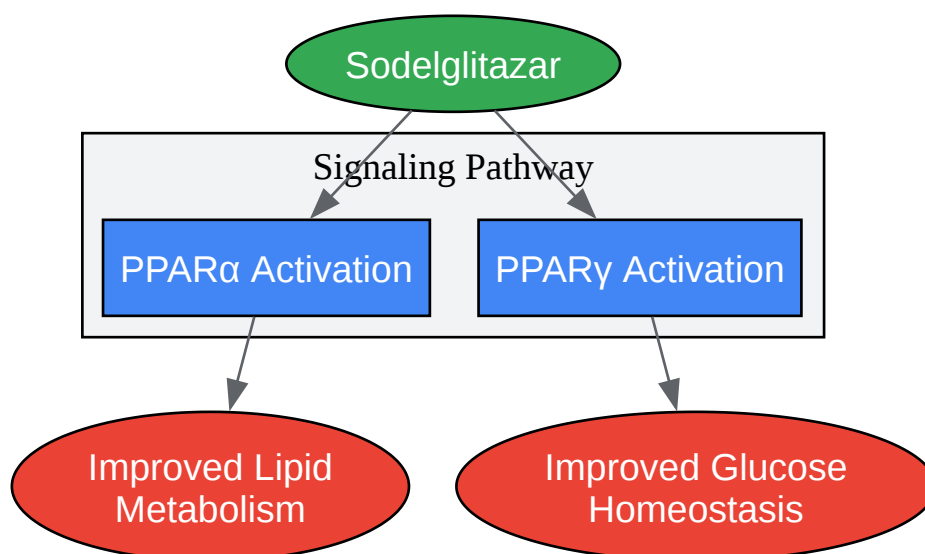 Sodelglitazar
Signaling Pathway
PPARα Activation
PPARγ Activation
Improved Lipid
Metabolism
Improved Glucose
Homeostasis